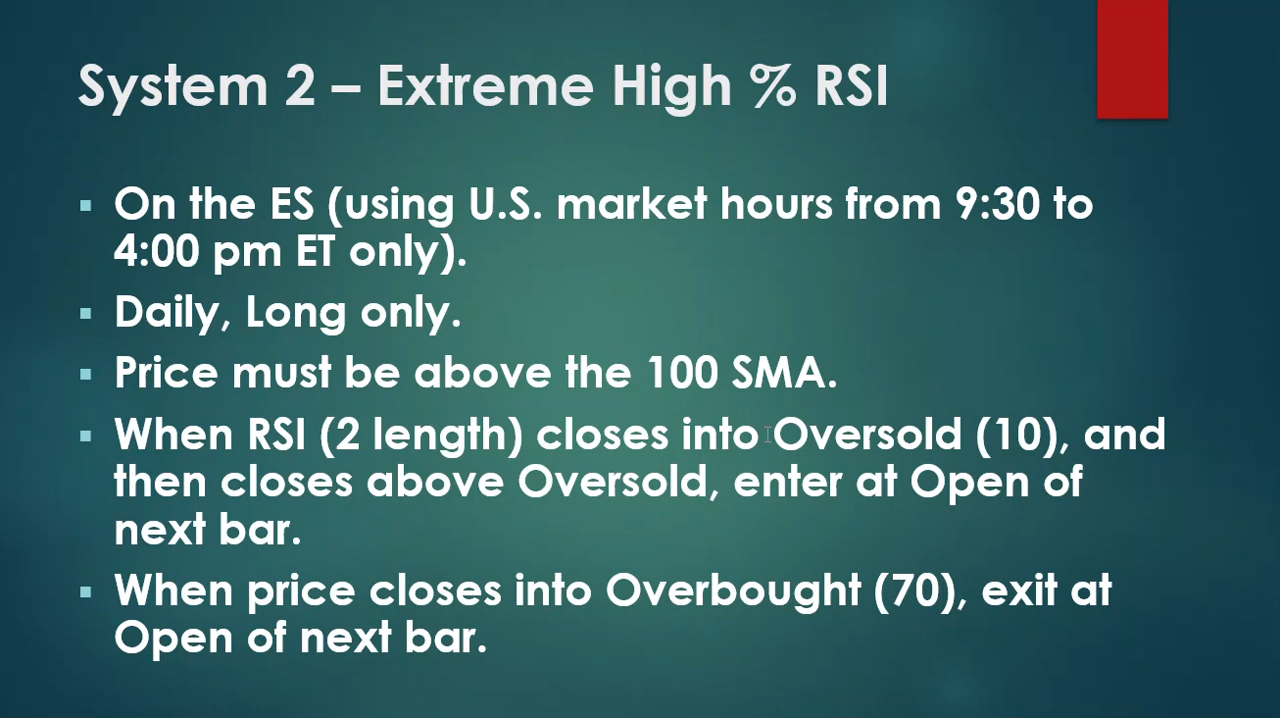 System 2 – Extreme High % RSI
▪ On the ES (using U.S. market hours from 9:30 to
4:00 pm ET only).
▪ Daily, Long only.
▪ Price must be above the 100 SMA.
▪ When RSI (2 length) closes into Oversold (10), and
then closes above Oversold, enter at Open of
next bar.
▪ When price closes into Overbought (70), exit at
Open of next bar.